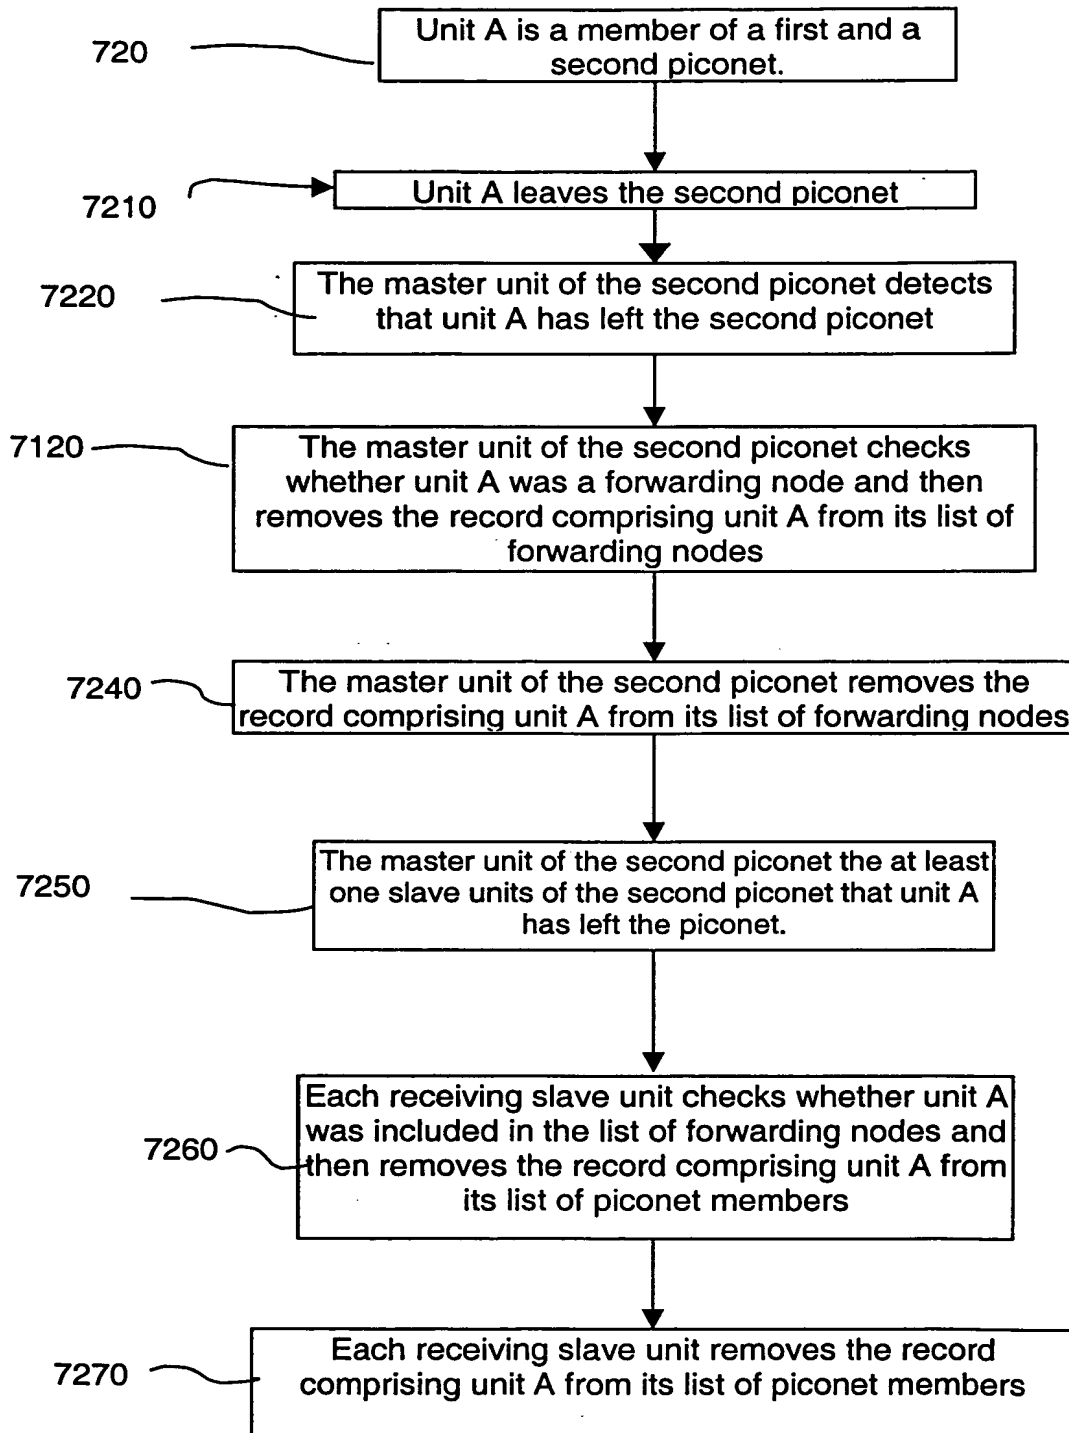 720
Unit A is a member of a first and a
second piconet.
7210
Unit A leaves the second piconet
7220
The master unit of the second piconet detects
that unit A has left the second piconet
7120
The master unit of the second piconet checks
whether unit A was a forwarding node and then
removes the record comprising unit A from its list of
forwarding nodes
7240
The master unit of the second piconet removes the
record comprising unit A from its list of forwarding nodes
7250
The master unit of the second piconet the at least
one slave units of the second piconet that unit A
has left the piconet.
7260
Each receiving slave unit checks whether unit A
was included in the list of forwarding nodes and
then removes the record comprising unit A from
its list of piconet members
7270
Each receiving slave unit removes the record
comprising unit A from its list of piconet members